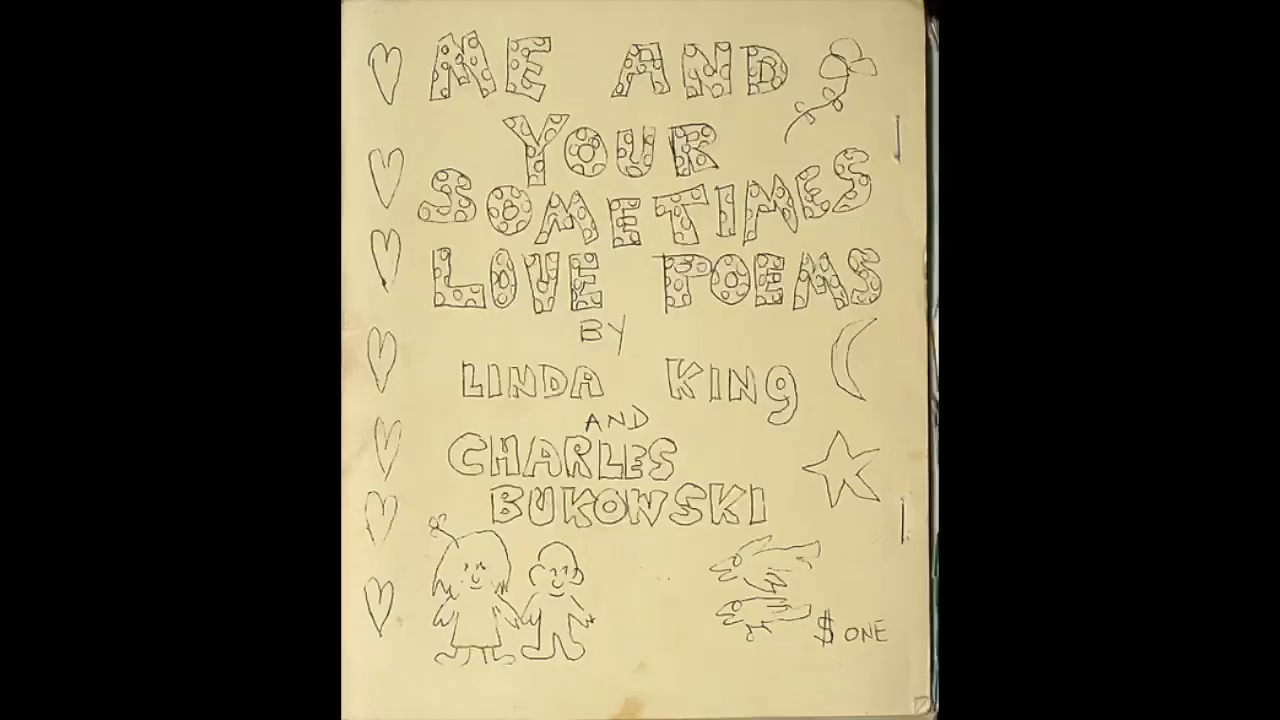 ME AND
YOUR
SOMETIMES
LOVE POEMS
BY
LINDA KING
AND
CHARLES
BUKOWSKI
$ ONE